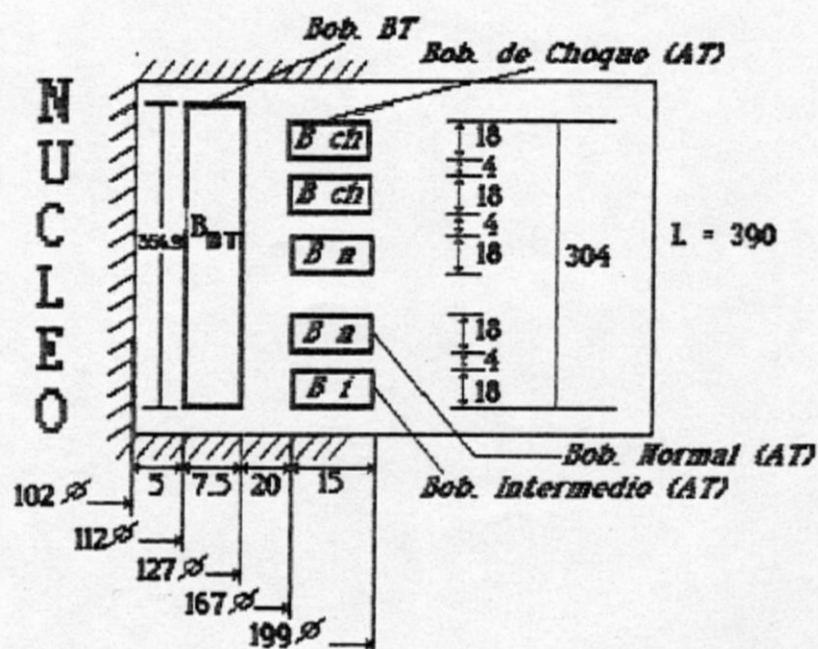 Bob. BT
Bob. de Choque (AT)
NUCLEO
B ch
18
4
B ch
18
4
B BT
B n
18
304
L = 390
B n
18
4
B i
18
Bob. Normal (AT)
Bob. Intermedio (AT)
5
7.5
20
15
102 Ø
112 Ø
127 Ø
167 Ø
199 Ø